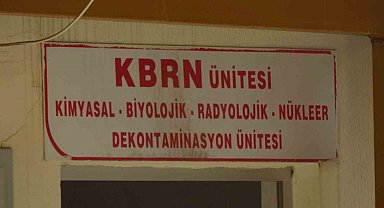 KBRN ÜNİTESİ
KİMYASAL - BİYOLOJİK - RADYOLOJİK - NÜKLEER
DEKONTAMİNASYON ÜNİTESİ